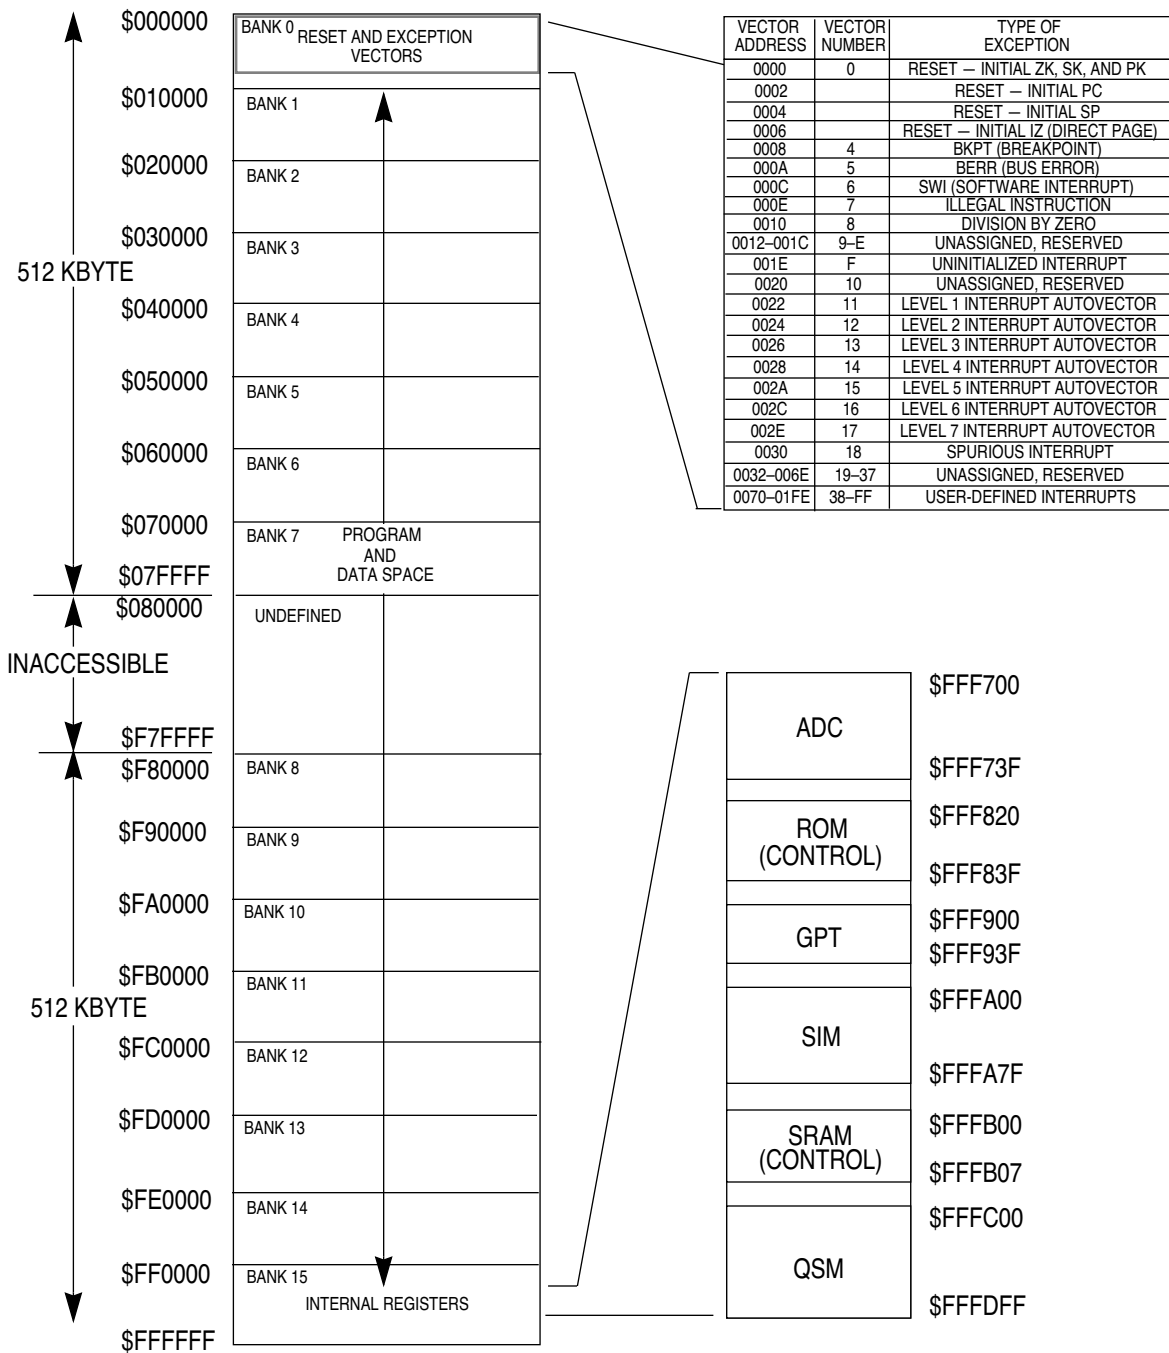 $000000
BANK 0
RESET AND EXCEPTION
VECTORS
$010000
BANK 1
$020000
BANK 2
$030000
BANK 3
512 KBYTE
$040000
BANK 4
$050000
BANK 5
$060000
BANK 6
$070000
BANK 7
PROGRAM
AND
DATA SPACE
$07FFFF
$080000
UNDEFINED
INACCESSIBLE
$F7FFFF
$F80000
BANK 8
$F90000
BANK 9
$FA0000
BANK 10
$FB0000
BANK 11
512 KBYTE
$FC0000
BANK 12
$FD0000
BANK 13
$FE0000
BANK 14
$FF0000
BANK 15
INTERNAL REGISTERS
$FFFFFF
VECTOR ADDRESS VECTOR NUMBER TYPE OF EXCEPTION
0000 0 RESET — INITIAL ZK, SK, AND PK
0002 RESET — INITIAL PC
0004 RESET — INITIAL SP
0006 RESET — INITIAL IZ (DIRECT PAGE)
0008 4 BKPT (BREAKPOINT)
000A 5 BERR (BUS ERROR)
000C 6 SWI (SOFTWARE INTERRUPT)
000E 7 ILLEGAL INSTRUCTION
0010 8 DIVISION BY ZERO
0012–001C 9–E UNASSIGNED, RESERVED
001E F UNINITIALIZED INTERRUPT
0020 10 UNASSIGNED, RESERVED
0022 11 LEVEL 1 INTERRUPT AUTOVECTOR
0024 12 LEVEL 2 INTERRUPT AUTOVECTOR
0026 13 LEVEL 3 INTERRUPT AUTOVECTOR
0028 14 LEVEL 4 INTERRUPT AUTOVECTOR
002A 15 LEVEL 5 INTERRUPT AUTOVECTOR
002C 16 LEVEL 6 INTERRUPT AUTOVECTOR
002E 17 LEVEL 7 INTERRUPT AUTOVECTOR
0030 18 SPURIOUS INTERRUPT
0032–006E 19–37 UNASSIGNED, RESERVED
0070–01FE 38–FF USER-DEFINED INTERRUPTS
$FFF700
ADC
$FFF73F
$FFF820
ROM
(CONTROL)
$FFF83F
$FFF900
GPT
$FFF93F
$FFFA00
SIM
$FFFA7F
$FFFB00
SRAM
(CONTROL)
$FFFB07
$FFFC00
QSM
$FFFDFF